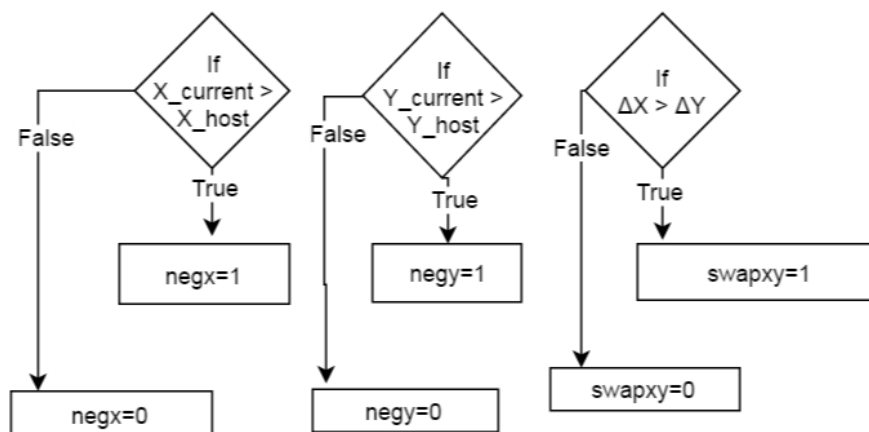 If
X_current >
X_host
False
True
negx=1
negx=0
If
Y_current >
Y_host
False
True
negy=1
negy=0
If
ΔX > ΔY
False
True
swapxy=1
swapxy=0